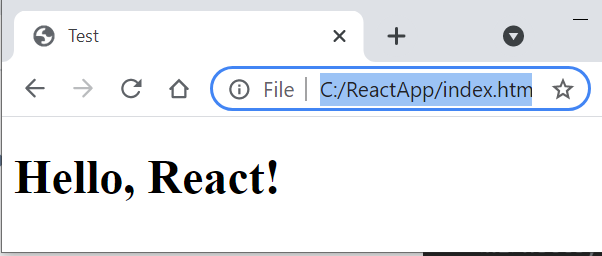 Test
File | C:/ReactApp/index.htm
Hello, React!